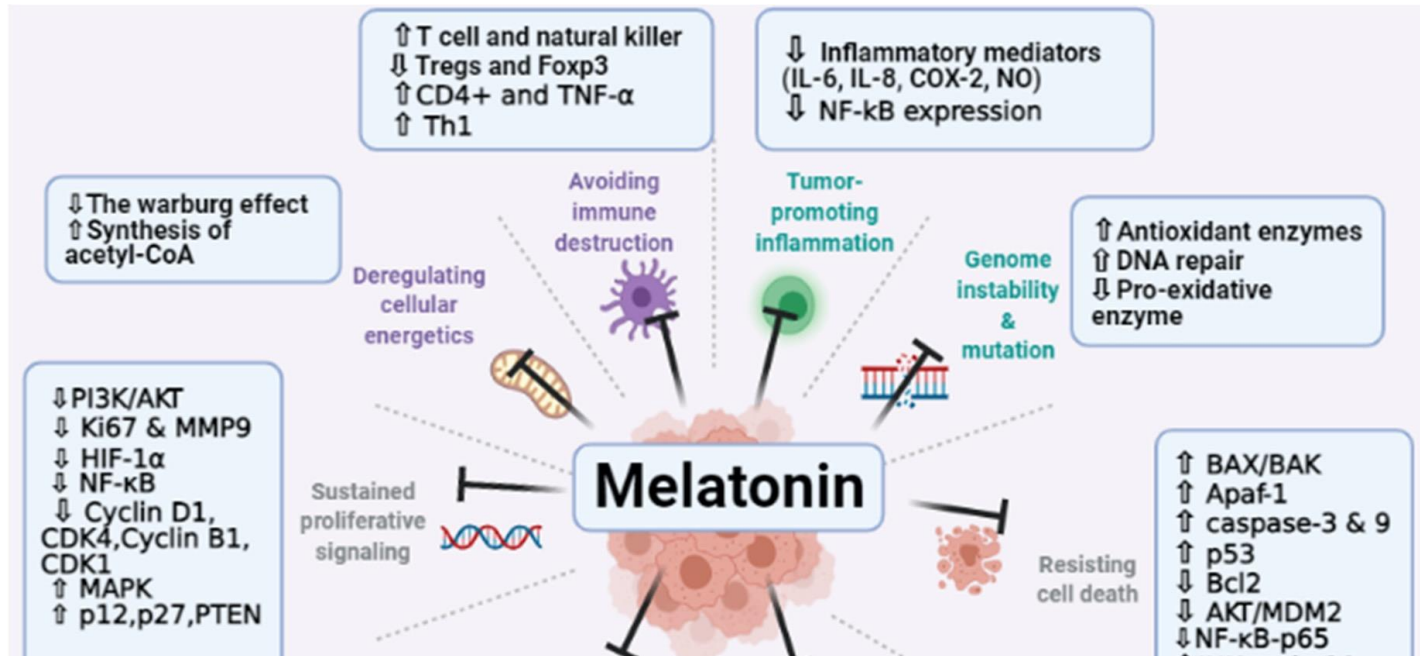 ⇧T cell and natural killer
⇩ Tregs and Foxp3
⇧CD4+ and TNF-α
⇧ Th1
⇩ Inflammatory mediators
(IL-6, IL-8, COX-2, NO)
⇩ NF-kB expression
⇩The warburg effect
⇧Synthesis of
acetyl-CoA
Avoiding
immune
destruction
Tumor-
promoting
inflammation
⇧Antioxidant enzymes
⇧DNA repair
⇩Pro-oxidative
enzyme
Deregulating
cellular
energetics
Genome
instability
&
mutation
⇩PI3K/AKT
⇩ Ki67 & MMP9
⇩ HIF-1α
⇩ NF-κB
⇩ Cyclin D1,
CDK4,Cyclin B1,
CDK1
⇧ MAPK
⇧ p12,p27,PTEN
Sustained
proliferative
signaling
Melatonin
Resisting
cell death
⇧ BAX/BAK
⇧ Apaf-1
⇧ caspase-3 & 9
⇧ p53
⇩ Bcl2
⇩ AKT/MDM2
⇩NF-κB-p65